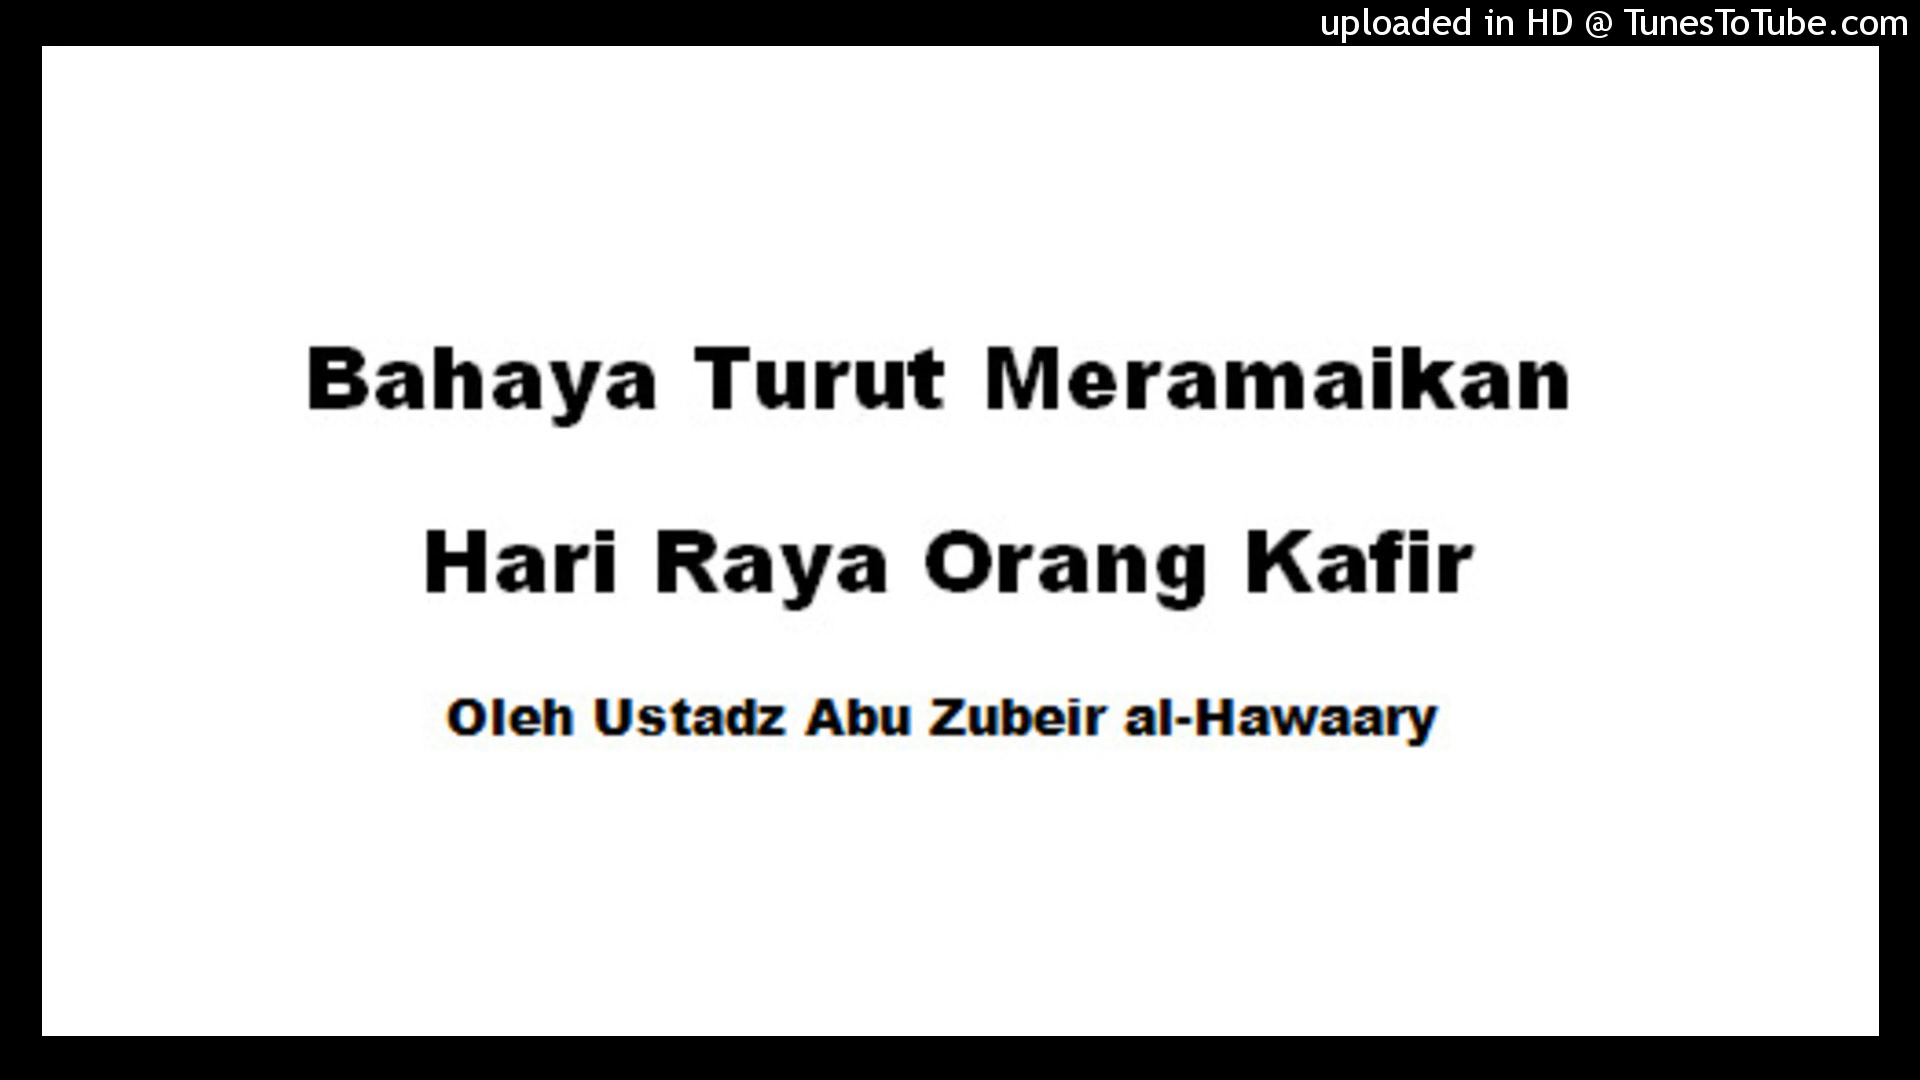 uploaded in HD @ TunesToTube.com
Bahaya Turut Meramaikan
Hari Raya Orang Kafir
Oleh Ustadz Abu Zubeir al-Hawaary